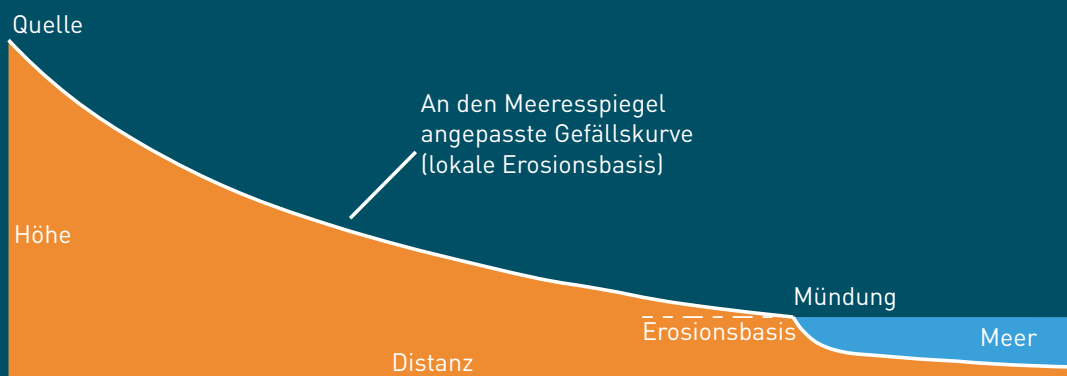 Quelle
An den Meeresspiegel
angepasste Gefällskurve
(lokale Erosionsbasis)
Höhe
Mündung
Erosionsbasis
Meer
Distanz